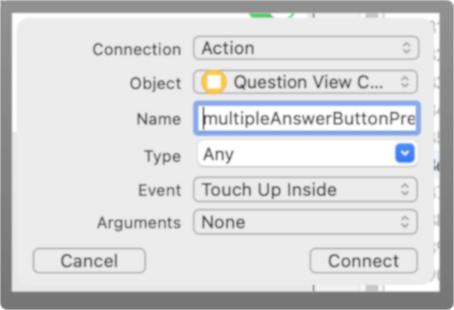 Connection Action
Object Question View C...
Name multipleAnswerButtonPre
Type Any
Event Touch Up Inside
Arguments None
Cancel Connect